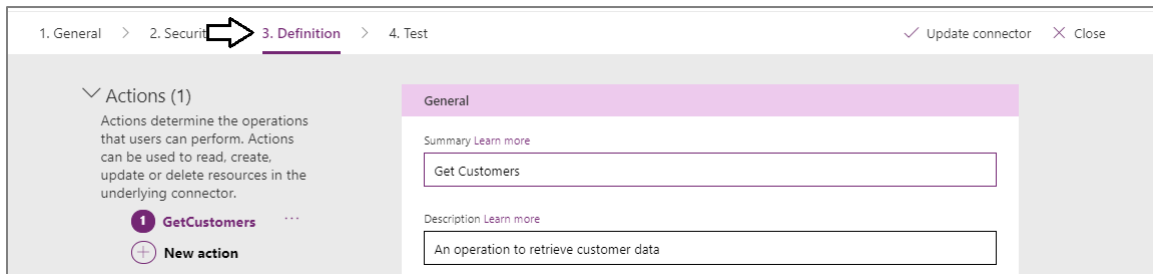 1. General > 2. Securit 3. Definition > 4. Test Update connector Close
Actions (1)
Actions determine the operations
that users can perform. Actions
can be used to read, create,
update or delete resources in the
underlying connector.
1 GetCustomers ...
New action
General
Summary Learn more
Get Customers
Description Learn more
An operation to retrieve customer data